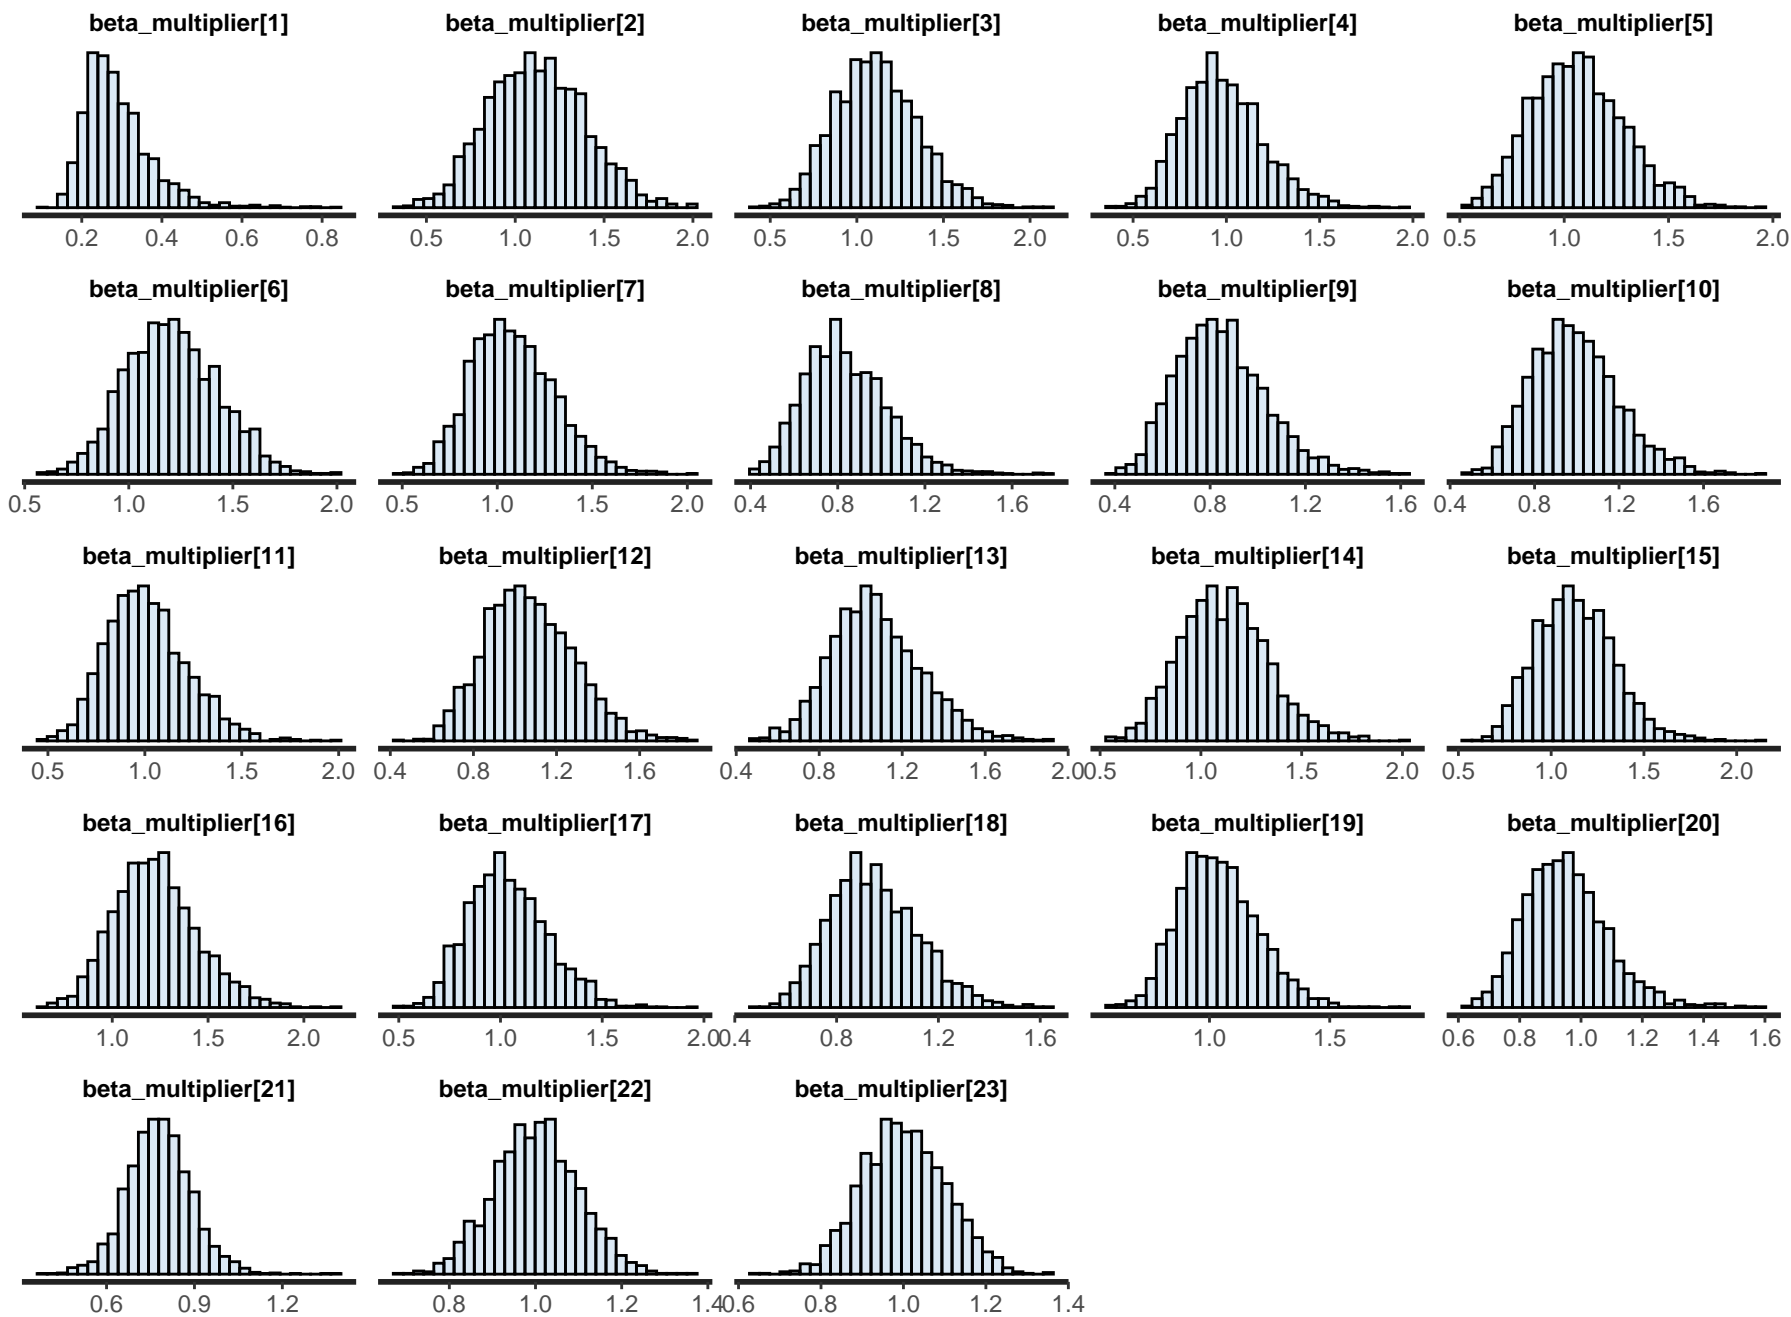 beta_multiplier[1] beta_multiplier[2] beta_multiplier[3] beta_multiplier[4] beta_multiplier[5]
0.2 0.4 0.6 0.8 0.5 1.0 1.5 2.0 0.5 1.0 1.5 2.0 0.5 1.0 1.5 2.0 0.5 1.0 1.5 2.0
beta_multiplier[6] beta_multiplier[7] beta_multiplier[8] beta_multiplier[9] beta_multiplier[10]
0.5 1.0 1.5 2.0 0.5 1.0 1.5 2.0 0.4 0.8 1.2 1.6 0.4 0.8 1.2 1.6 0.4 0.8 1.2 1.6
beta_multiplier[11] beta_multiplier[12] beta_multiplier[13] beta_multiplier[14] beta_multiplier[15]
0.5 1.0 1.5 2.0 0.4 0.8 1.2 1.6 0.4 0.8 1.2 1.6 2.0 0.5 1.0 1.5 2.0 0.5 1.0 1.5 2.0
beta_multiplier[16] beta_multiplier[17] beta_multiplier[18] beta_multiplier[19] beta_multiplier[20]
1.0 1.5 2.0 0.5 1.0 1.5 2.0 0.4 0.8 1.2 1.6 1.0 1.5 0.6 0.8 1.0 1.2 1.4 1.6
beta_multiplier[21] beta_multiplier[22] beta_multiplier[23]
0.6 0.9 1.2 0.8 1.0 1.2 1.4 0.6 0.8 1.0 1.2 1.4